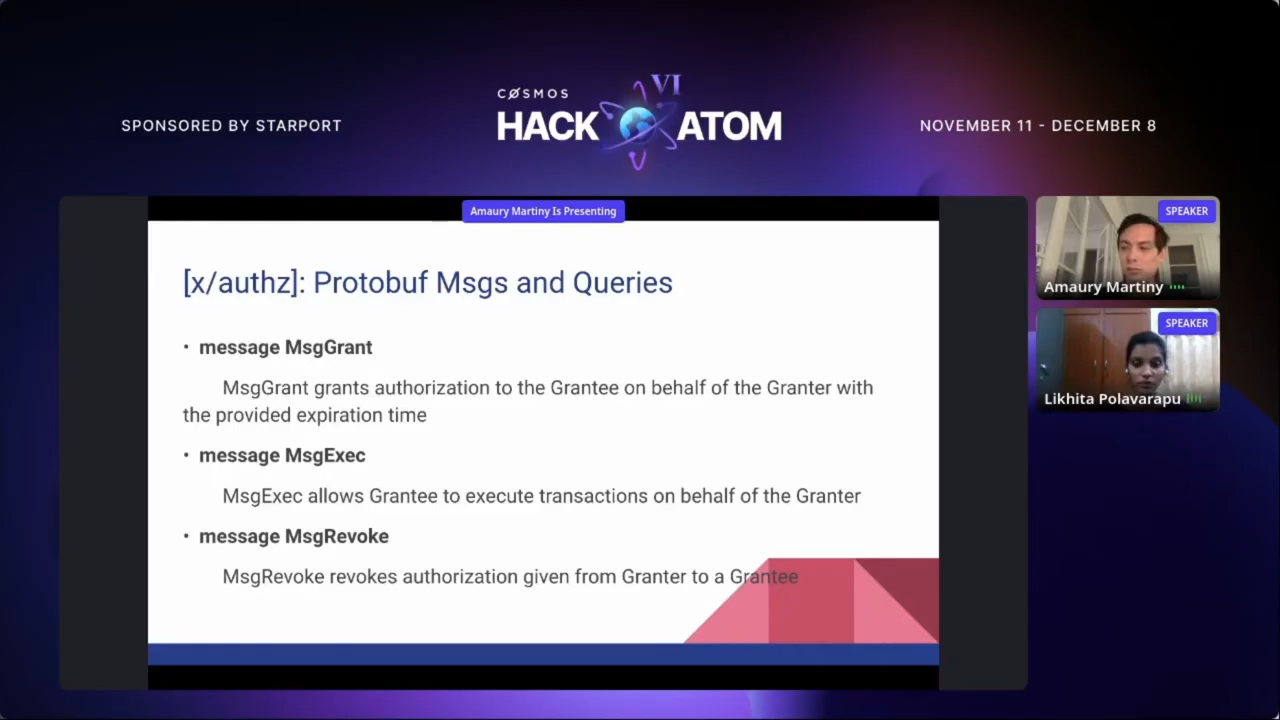 SPONSORED BY STARPORT
CØSMOS
HACK ATOM
VI
NOVEMBER 11 - DECEMBER 8
Amaury Martiny Is Presenting
[x/authz]: Protobuf Msgs and Queries
• message MsgGrant
MsgGrant grants authorization to the Grantee on behalf of the Granter with
the provided expiration time
• message MsgExec
MsgExec allows Grantee to execute transactions on behalf of the Granter
• message MsgRevoke
MsgRevoke revokes authorization given from Granter to a Grantee
SPEAKER
Amaury Martiny
SPEAKER
Likhita Polavarapu